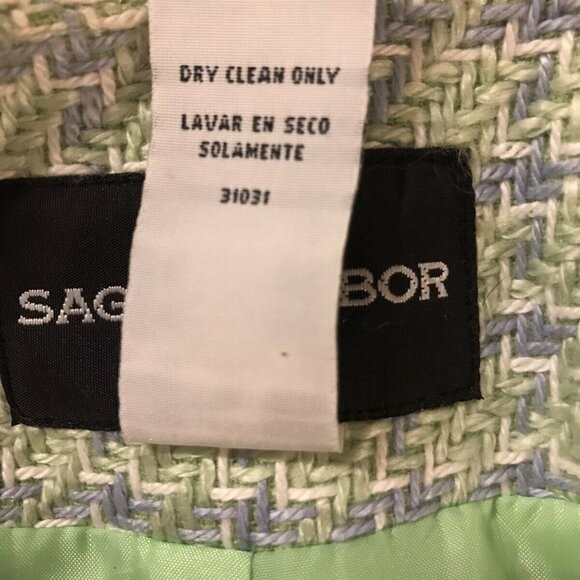 DRY CLEAN ONLY
LAVAR EN SECO
SOLAMENTE
31031
SAG BOR